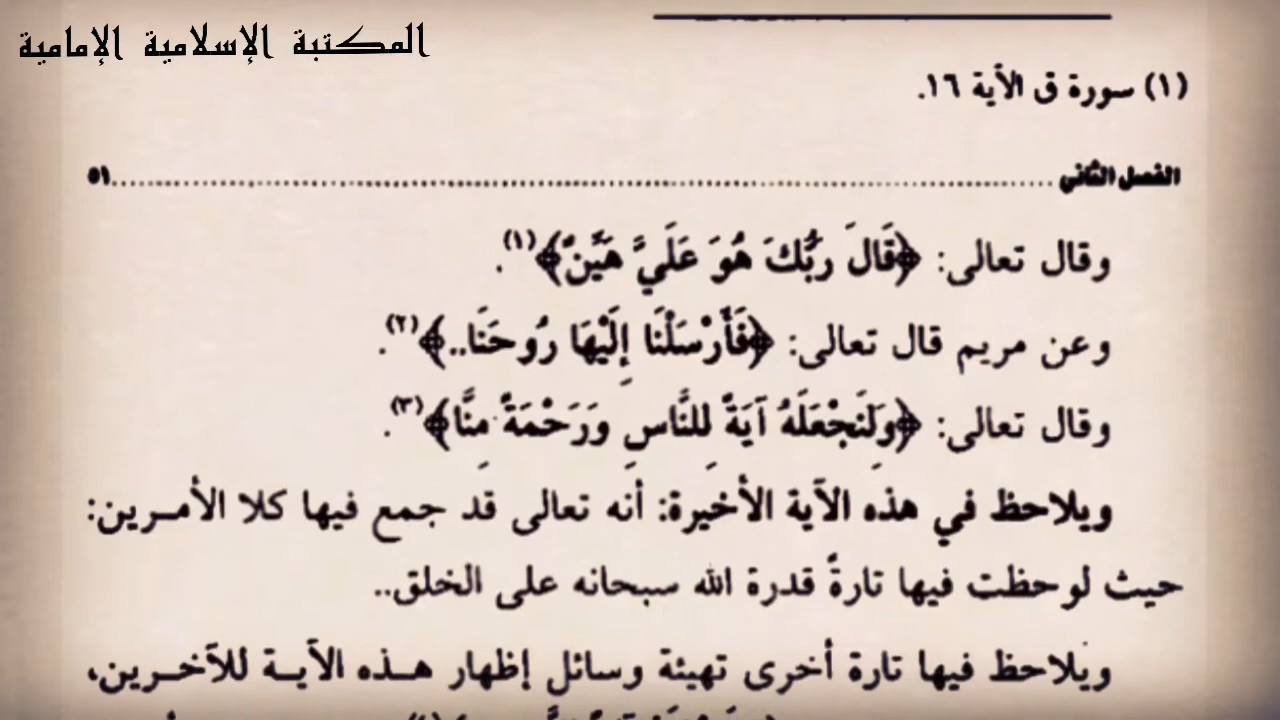 المكتبة الإسلامية الإمامية
(١) سورة ق الآية ١٦.
الفصل الثاني ........ ٥١
وقال تعالى: ﴿قَالَ رَبُّكَ هُوَ عَلَيَّ هَيِّنٌ﴾(١).
وعن مريم قال تعالى: ﴿فَأَرْسَلْنَا إِلَيْهَا رُوحَنَا..﴾(٢).
وقال تعالى: ﴿وَلِنَجْعَلَهُ آيَةً لِلنَّاسِ وَرَحْمَةً مِنَّا﴾(٣).
ويلاحظ في هذه الآية الأخيرة: أنه تعالى قد جمع فيها كلا الأمرين:
حيث لوحظت فيها تارةً قدرة الله سبحانه على الخلق..
ويلاحظ فيها تارة أخرى تهيئة وسائل إظهار هذه الآية للآخرين،